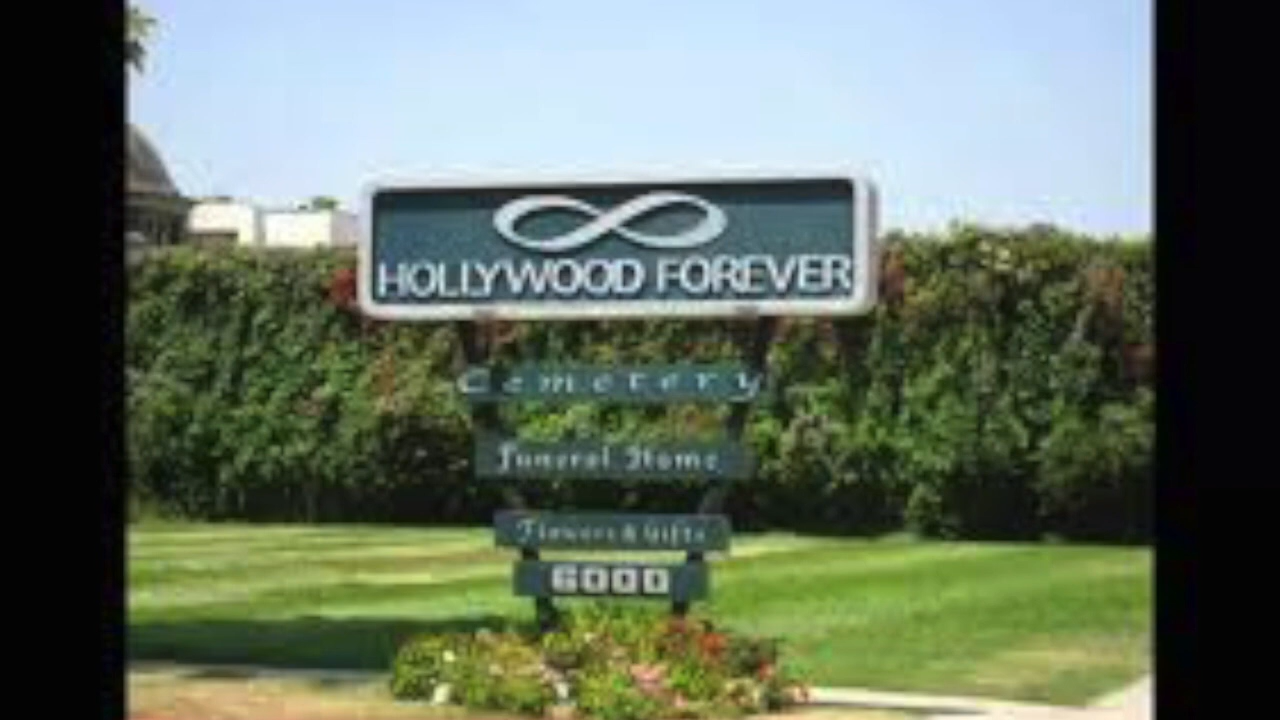 HOLLYWOOD FOREVER
Cemetery
Funeral Home
Flowers & Gifts
6000